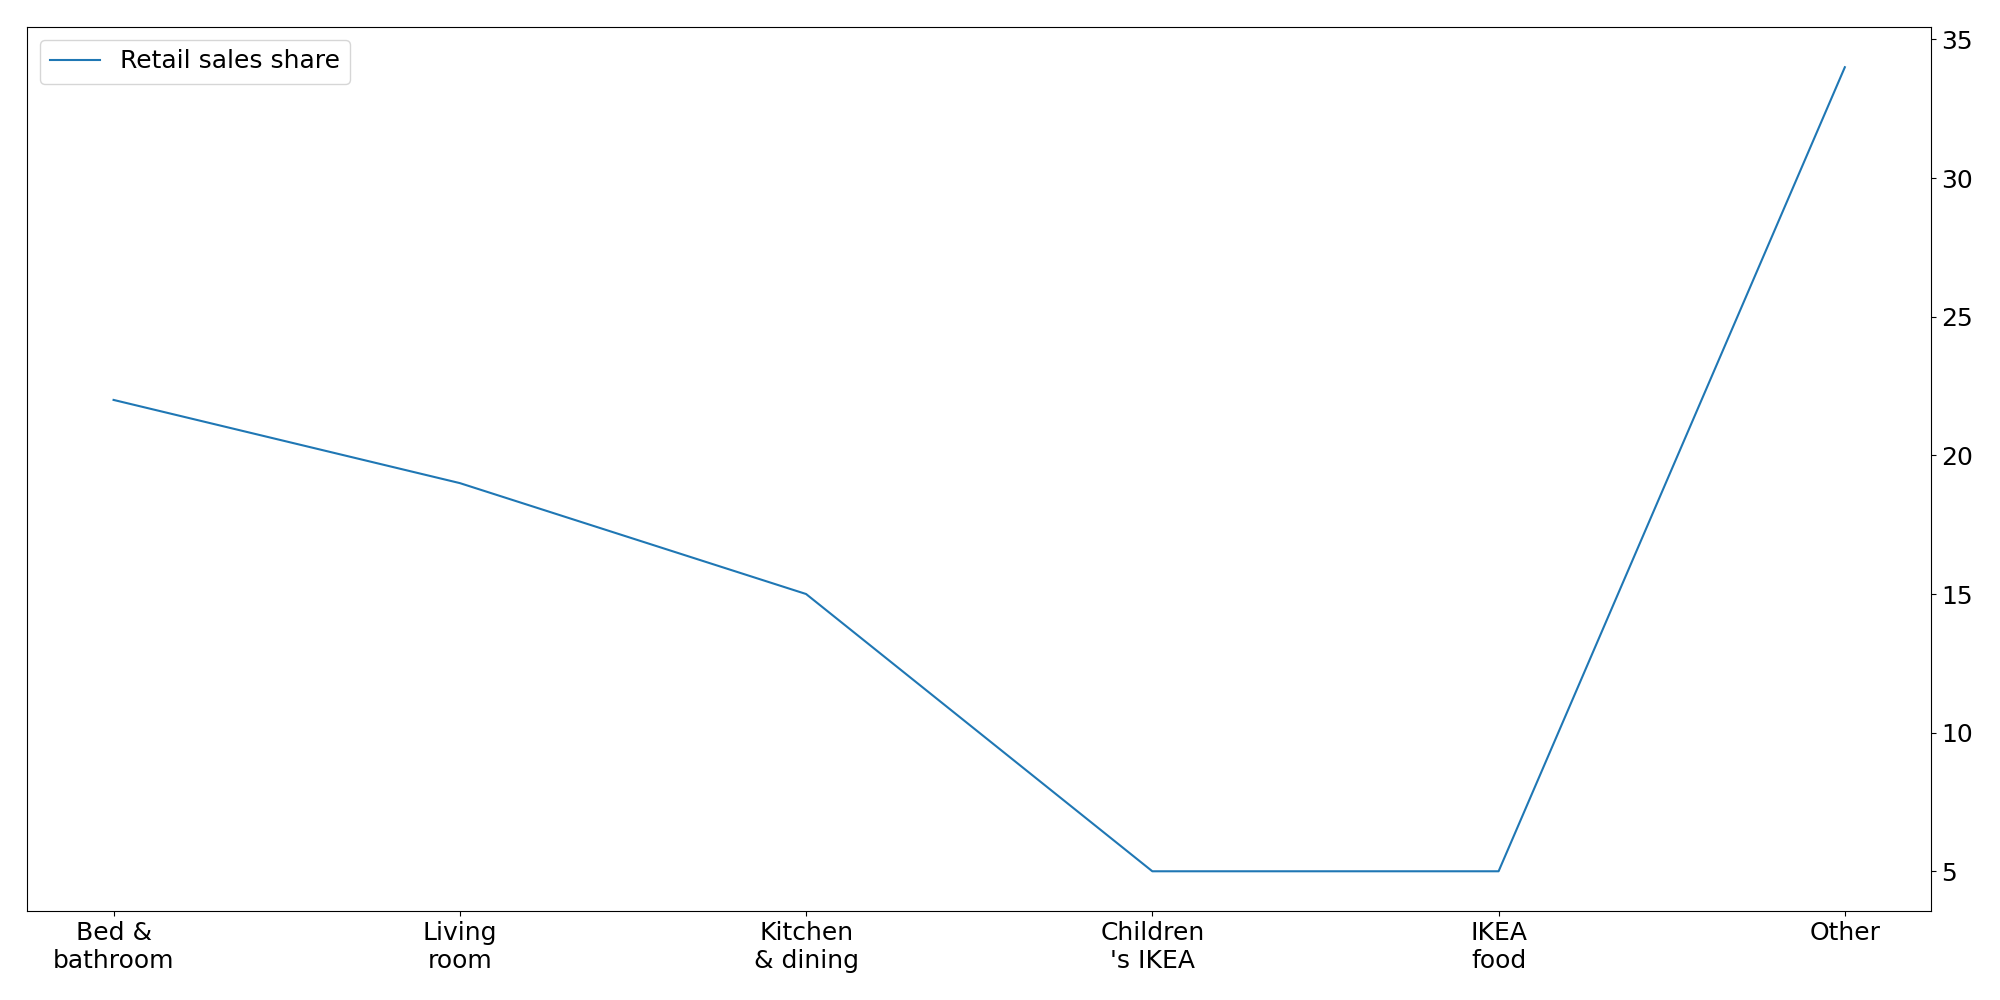 Retail sales share
35
30
25
20
15
10
5
Bed &
bathroom
Living
room
Kitchen
& dining
Children
's IKEA
IKEA
food
Other